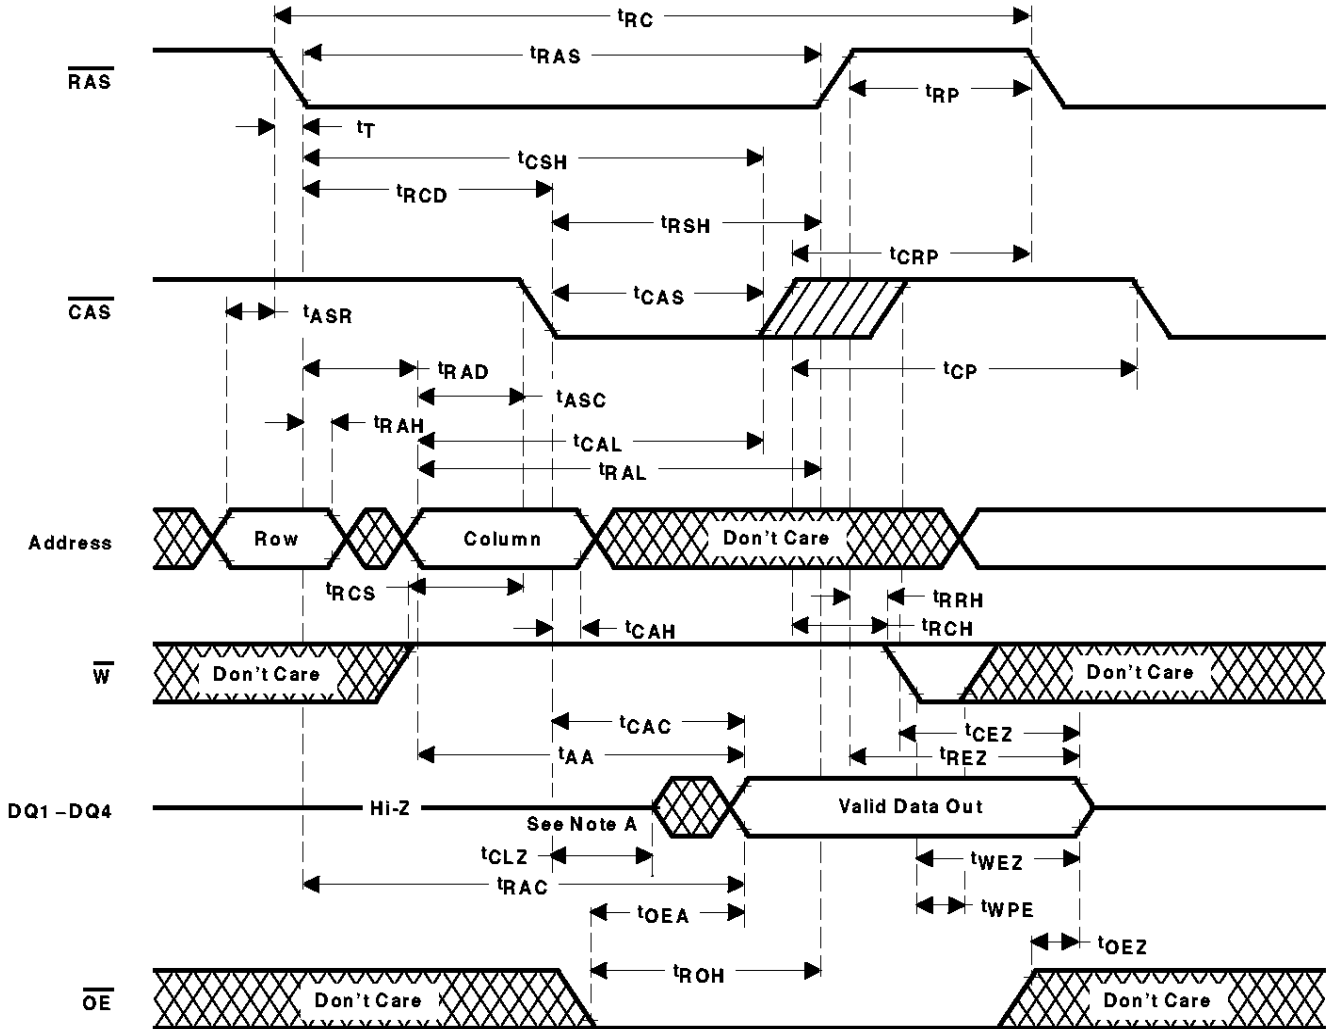 tRC
tRAS
RAS
tRP
tT
tCSH
tRCD
tRSH
tCRP
CAS
tCAS
tASR
tRAD
tCP
tASC
tRAH
tCAL
tRAL
Address
Row
Column
Don't Care
tRCS
tRRH
tCAH
tRCH
W
Don't Care
Don't Care
tCAC
tCEZ
tAA
tREZ
DQ1–DQ4
Hi-Z
Valid Data Out
See Note A
tCLZ
tWEZ
tRAC
tOEA
tWPE
tOEZ
tROH
OE
Don't Care
Don't Care